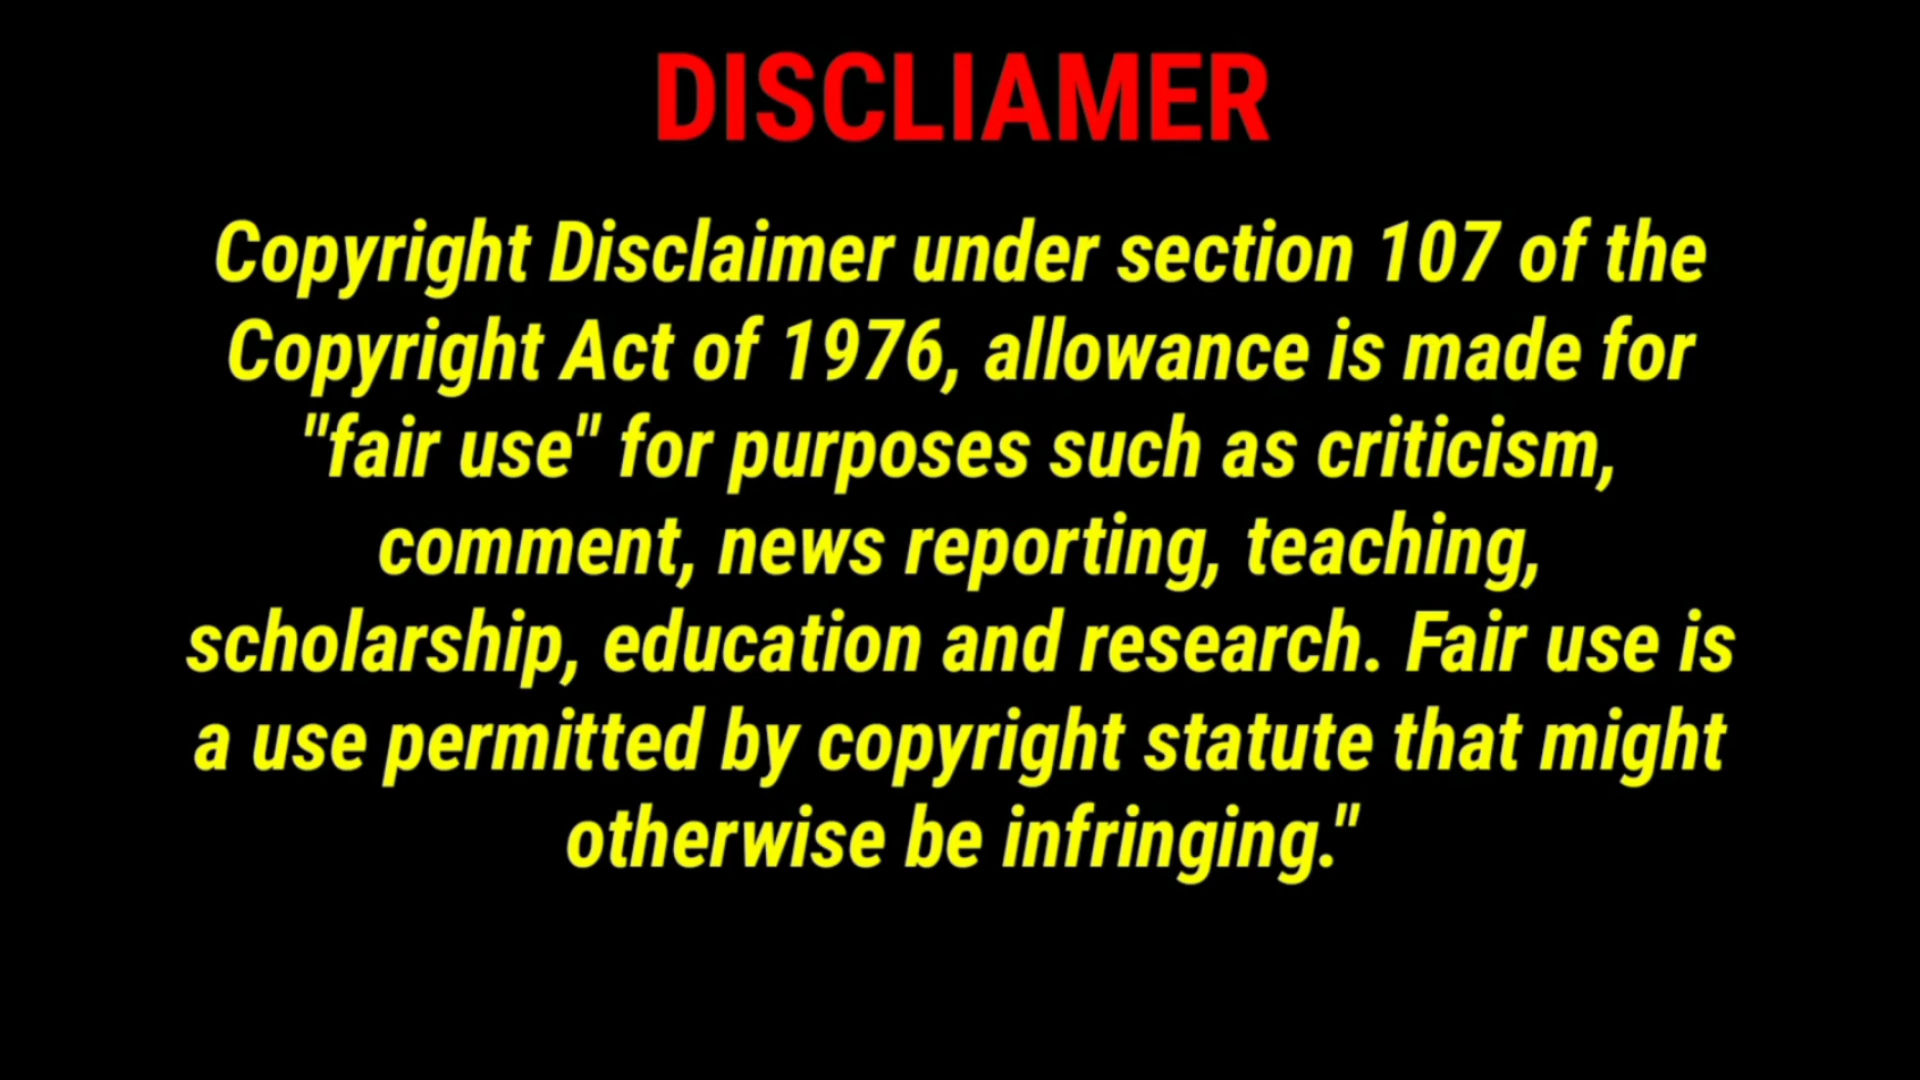 DISCLIAMER
Copyright Disclaimer under section 107 of the
Copyright Act of 1976, allowance is made for
"fair use" for purposes such as criticism,
comment, news reporting, teaching,
scholarship, education and research. Fair use is
a use permitted by copyright statute that might
otherwise be infringing."